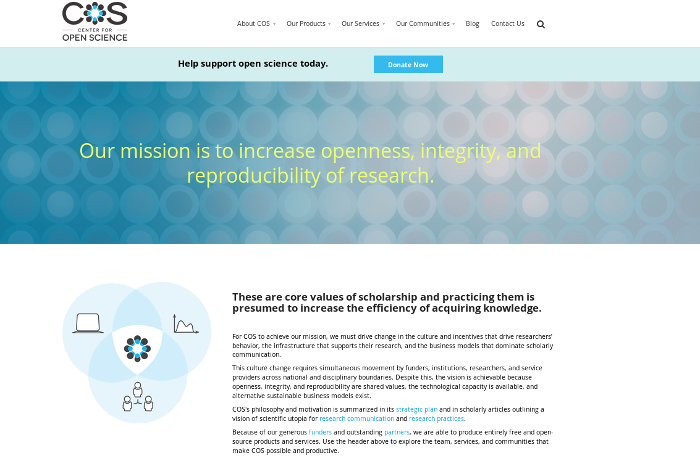 COS
CENTER FOR
OPEN SCIENCE
About COS Our Products Our Services Our Communities Blog Contact Us
Help support open science today. Donate Now
Our mission is to increase openness, integrity, and
reproducibility of research.
These are core values of scholarship and practicing them is
presumed to increase the efficiency of acquiring knowledge.
For COS to achieve our mission, we must drive change in the culture and incentives that drive researchers’
behavior, the infrastructure that supports their research, and the business models that dominate scholarly
communication.
This culture change requires simultaneous movement by funders, institutions, researchers, and service
providers across national and disciplinary boundaries. Despite this, the vision is achievable because
openness, integrity, and reproducibility are shared values, the technological capacity is available, and
alternative sustainable business models exist.
COS's philosophy and motivation is summarized in its strategic plan and in scholarly articles outlining a
vision of scientific utopia for research communication and research practices.
Because of our generous funders and outstanding partners, we are able to produce entirely free and open-
source products and services. Use the header above to explore the team, services, and communities that
make COS possible and productive.